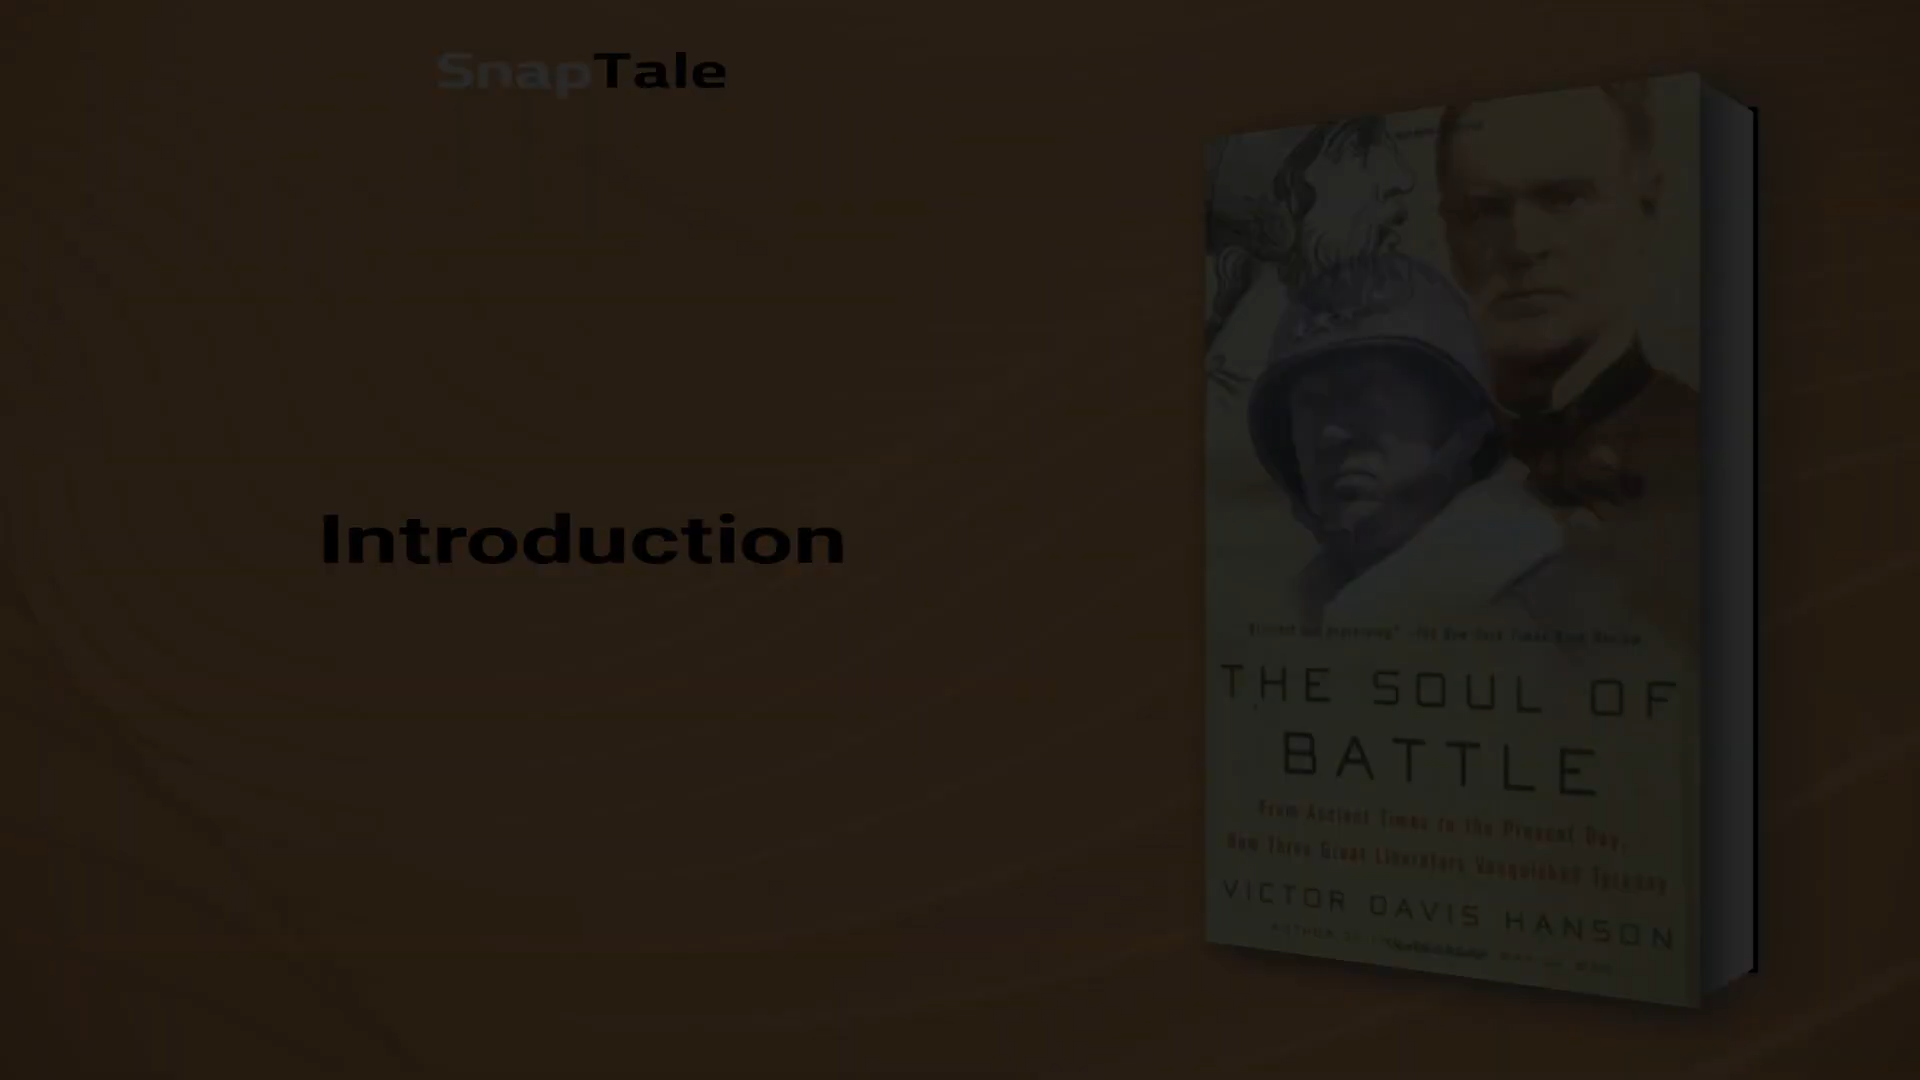 SnapTale
Introduction
THE SOUL OF
BATTLE
From Ancient Times to the Present Day,
How Three Great Liberators Vanquished Tyranny
VICTOR DAVIS HANSON